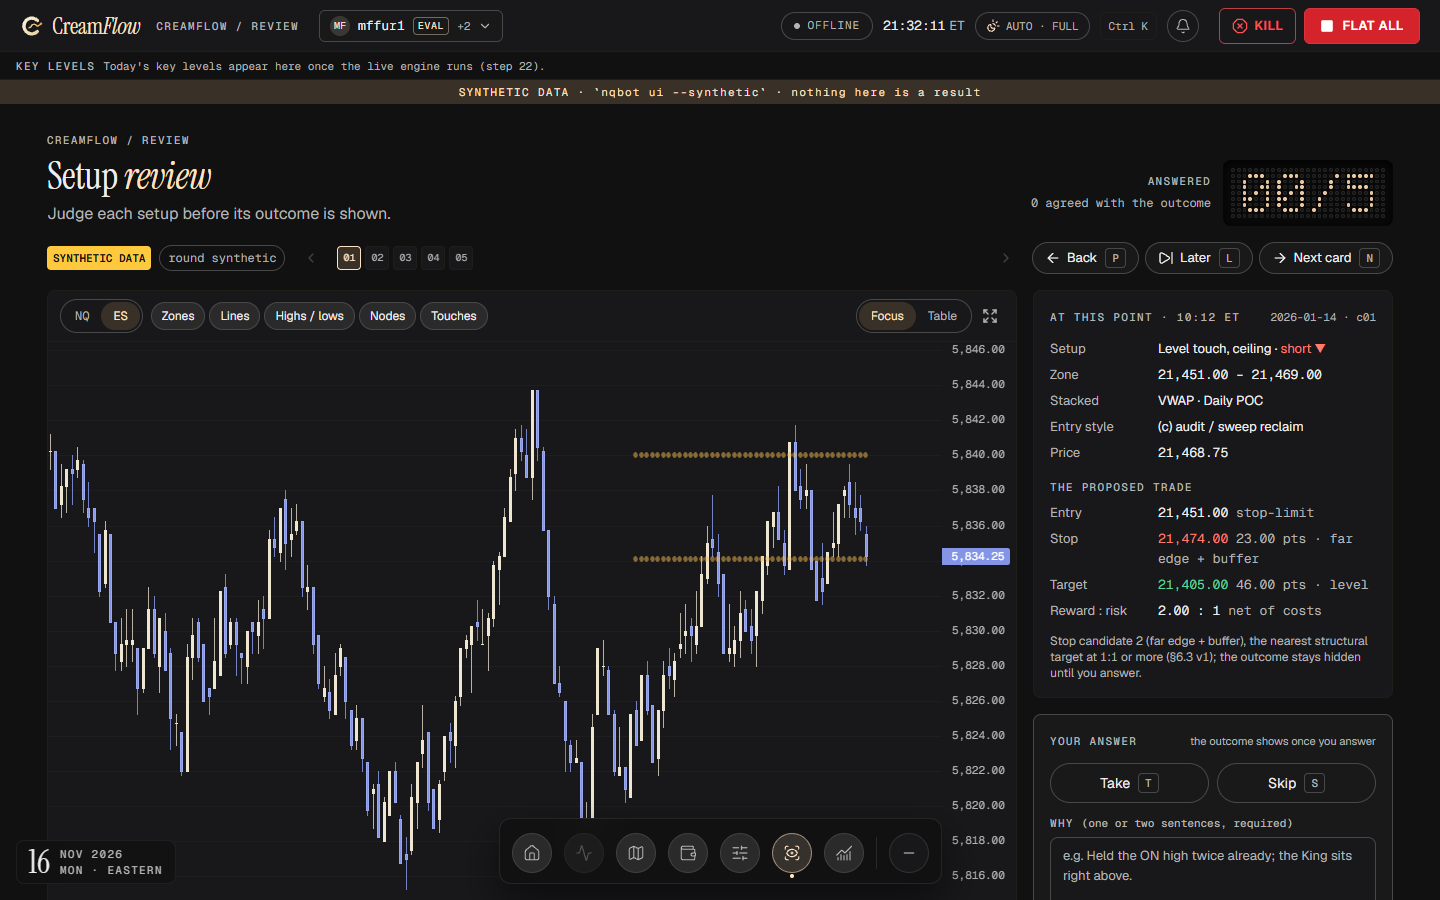 CreamFlow CREAMFLOW / REVIEW MF mffur1 EVAL +2 OFFLINE 21:32:11 ET AUTO · FULL Ctrl K KILL FLAT ALL
KEY LEVELS Today's key levels appear here once the live engine runs (step 22).
SYNTHETIC DATA · `nqbot ui --synthetic` · nothing here is a result
CREAMFLOW / REVIEW
Setup review
Judge each setup before its outcome is shown.
ANSWERED
0 agreed with the outcome
00/5
SYNTHETIC DATA round synthetic 01 02 03 04 05
Back P Later L Next card N
NQ ES Zones Lines Highs / lows Nodes Touches Focus Table
5,846.00
5,844.00
5,842.00
5,840.00
5,838.00
5,836.00
5,834.25
5,832.00
5,830.00
5,828.00
5,826.00
5,824.00
5,822.00
5,820.00
5,818.00
5,816.00
AT THIS POINT · 10:12 ET 2026-01-14 · c01
Setup Level touch, ceiling · short ▼
Zone 21,451.00 – 21,469.00
Stacked VWAP · Daily POC
Entry style (c) audit / sweep reclaim
Price 21,468.75
THE PROPOSED TRADE
Entry 21,451.00 stop-limit
Stop 21,474.00 23.00 pts · far
edge + buffer
Target 21,405.00 46.00 pts · level
Reward : risk 2.00 : 1 net of costs
Stop candidate 2 (far edge + buffer), the nearest structural
target at 1:1 or more (§6.3 v1); the outcome stays hidden
until you answer.
YOUR ANSWER the outcome shows once you answer
Take T Skip S
WHY (one or two sentences, required)
e.g. Held the ON high twice already; the King sits
right above.
16 NOV 2026
MON · EASTERN